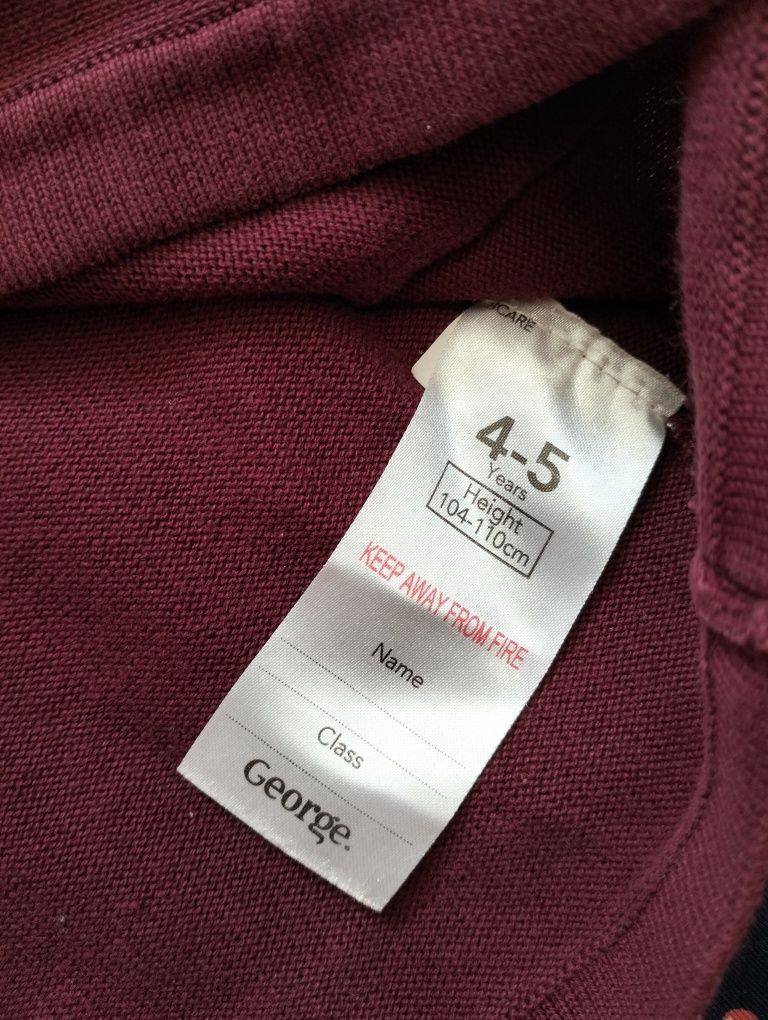 4-5
Years
Height
104-110cm
KEEP AWAY FROM FIRE
Name
Class
George.